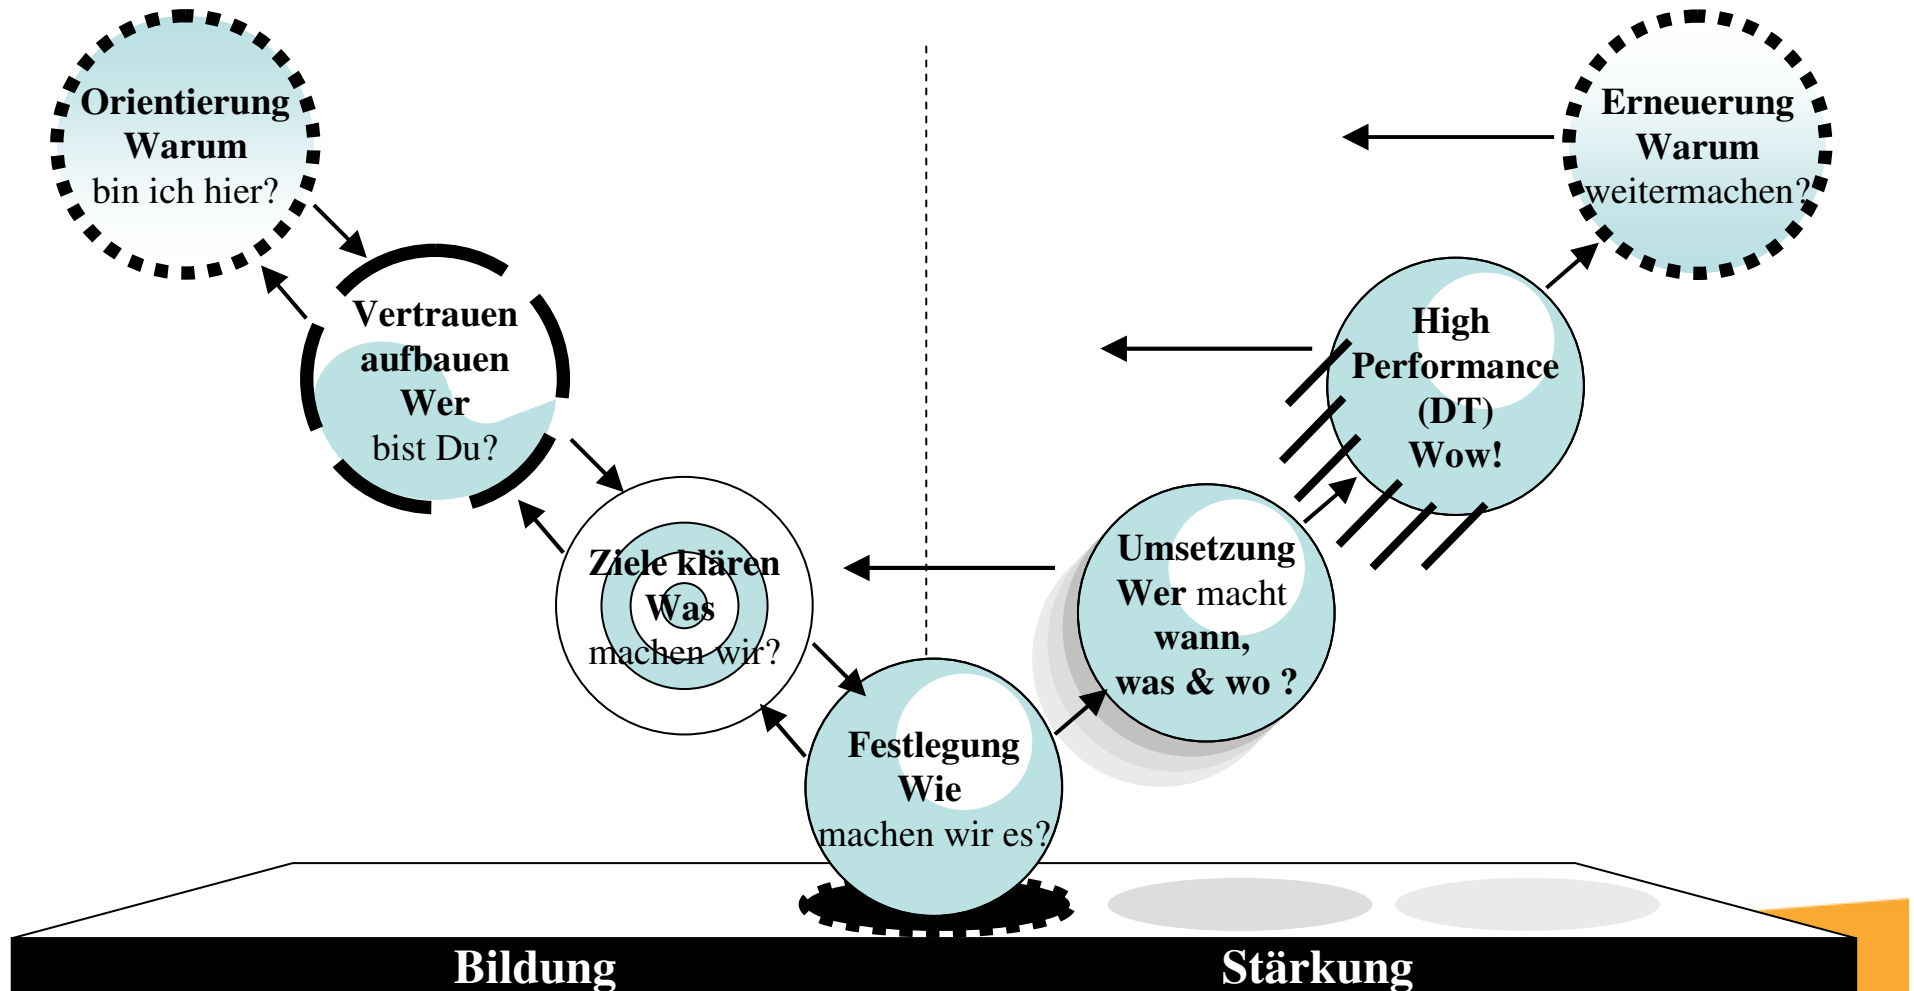 Orientierung
Warum
bin ich hier?
Vertrauen
aufbauen
Wer
bist Du?
Ziele klären
Was
machen wir?
Festlegung
Wie
machen wir es?
Umsetzung
Wer macht
wann,
was & wo ?
High
Performance
(DT)
Wow!
Erneuerung
Warum
weitermachen?
Bildung
Stärkung